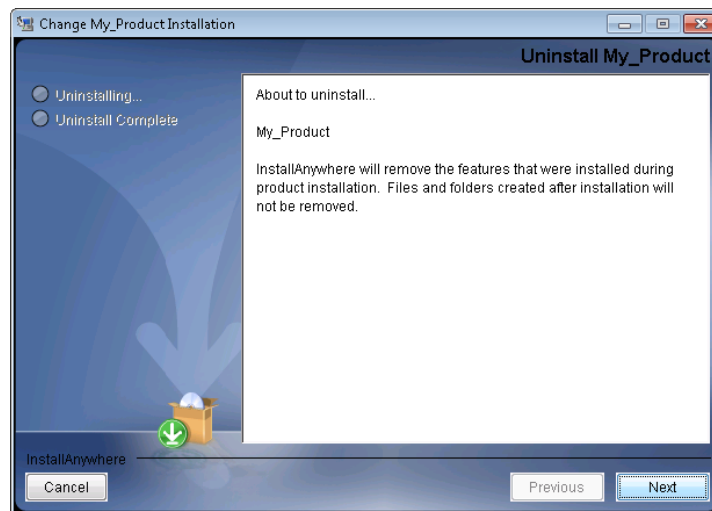 Change My_Product Installation
Uninstall My_Product
Uninstalling...
Uninstall Complete
About to uninstall...
My_Product
InstallAnywhere will remove the features that were installed during
product installation. Files and folders created after installation will
not be removed.
InstallAnywhere
Cancel
Previous
Next